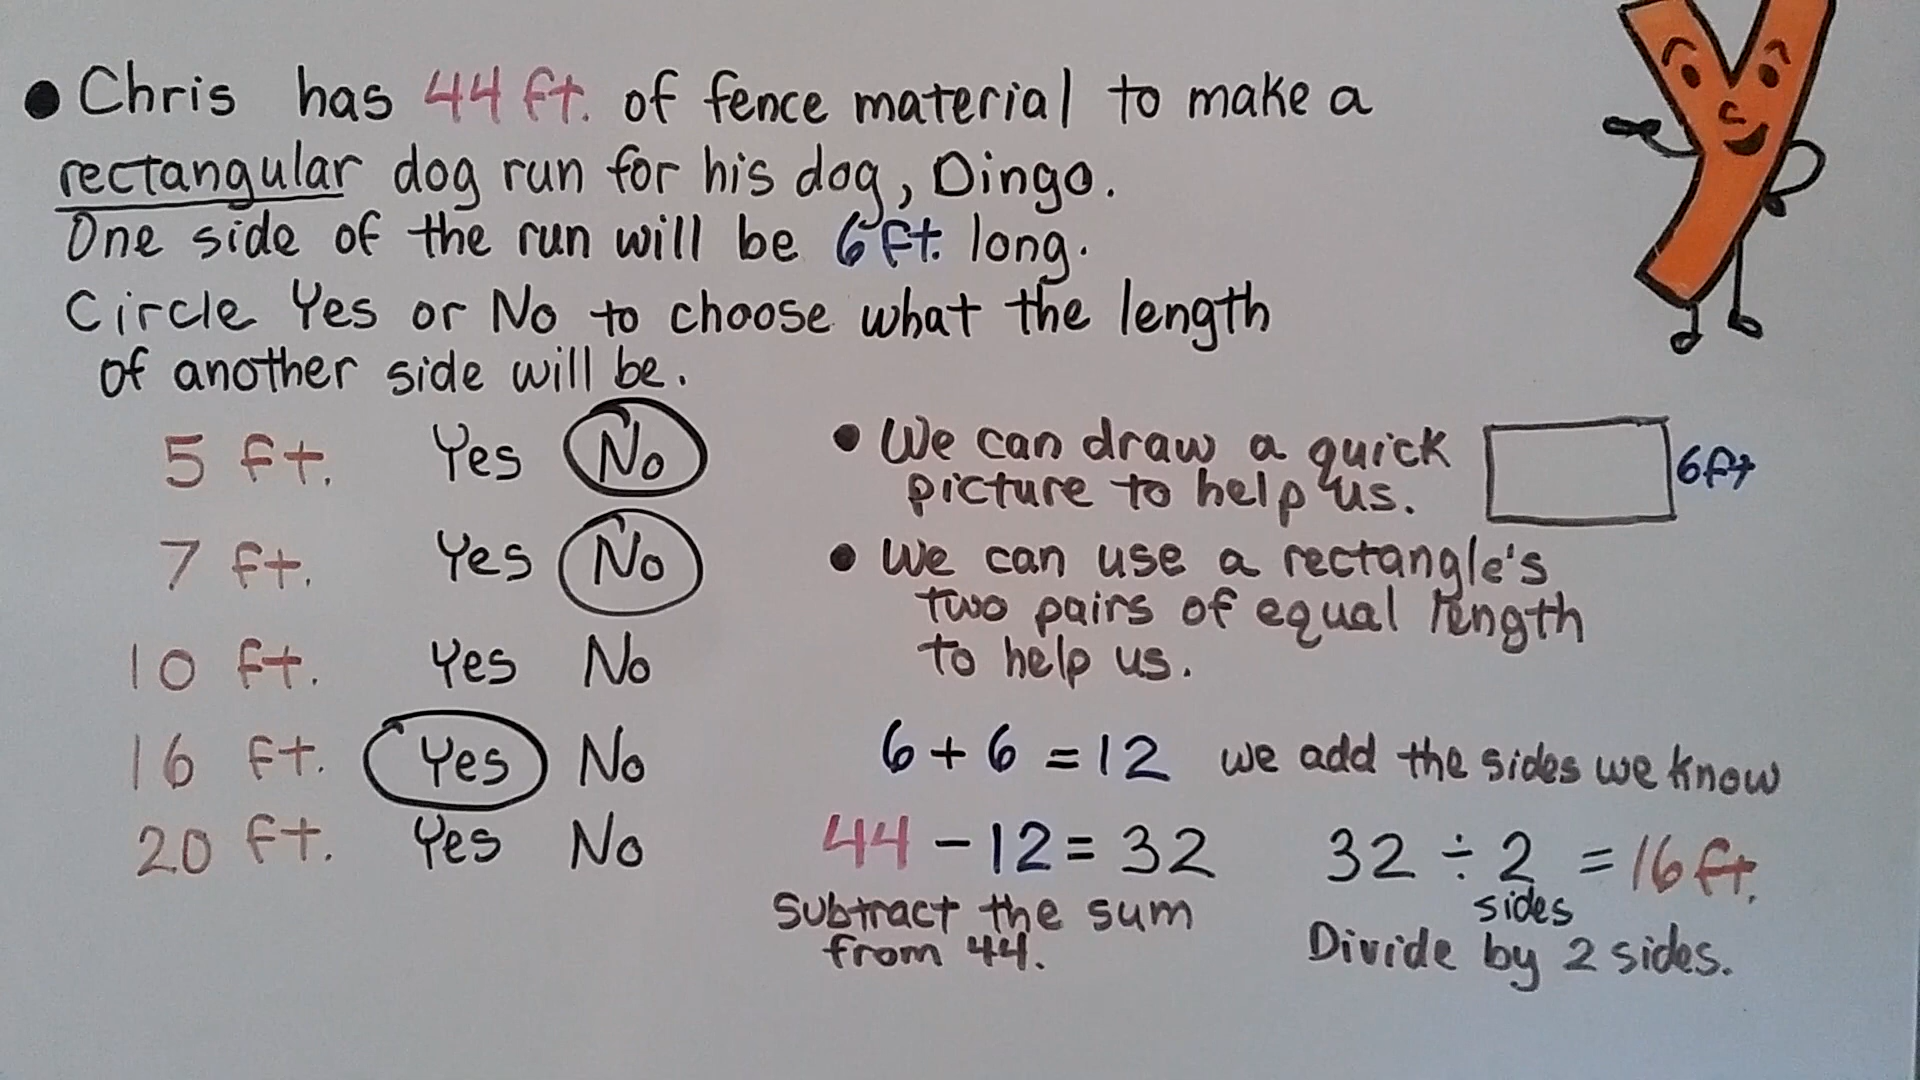 • Chris has 44 ft. of fence material to make a
rectangular dog run for his dog, Dingo.
One side of the run will be 6 ft. long.
Circle Yes or No to choose what the length
of another side will be.
5 ft. Yes No
7 ft. Yes No
10 ft. Yes No
16 ft. Yes No
20 ft. Yes No
• We can draw a quick
picture to help us.
6ft
• We can use a rectangle's
two pairs of equal length
to help us.
6 + 6 = 12 we add the sides we know
44 - 12 = 32
Subtract the sum
from 44.
32 ÷ 2 = 16 ft.
sides
Divide by 2 sides.